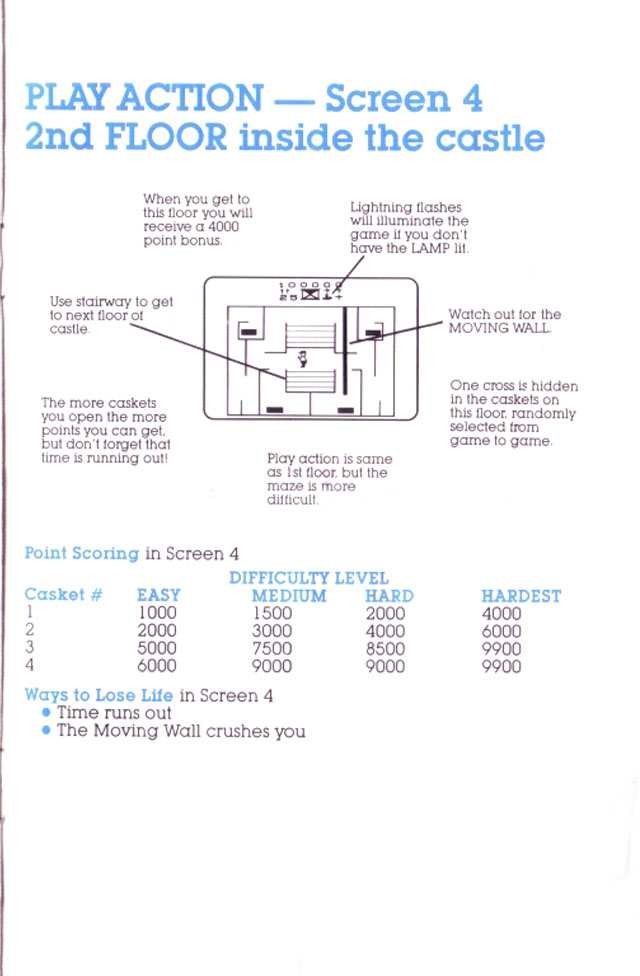 PLAY ACTION — Screen 4
2nd FLOOR inside the castle
When you get to
this floor you will
receive a 4000
point bonus.
Lightning flashes
will illuminate the
game if you don't
have the LAMP lit.
Use stairway to get
to next floor of
castle.
Watch out for the
MOVING WALL.
The more caskets
you open the more
points you can get,
but don't forget that
time is running out!
One cross is hidden
in the caskets on
this floor, randomly
selected from
game to game.
Play action is same
as 1st floor, but the
maze is more
difficult.
Point Scoring in Screen 4
DIFFICULTY LEVEL
Casket # EASY MEDIUM HARD HARDEST
1 1000 1500 2000 4000
2 2000 3000 4000 6000
3 5000 7500 8500 9900
4 6000 9000 9000 9900
Ways to Lose Life in Screen 4
• Time runs out
• The Moving Wall crushes you